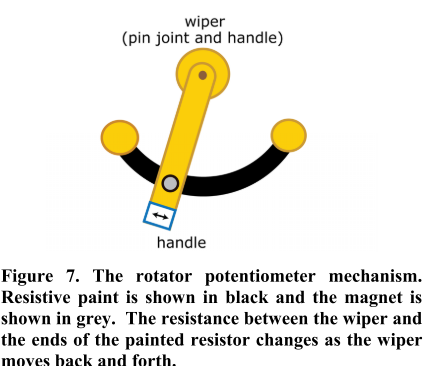 wiper
(pin joint and handle)
handle
Figure 7. The rotator potentiometer mechanism.
Resistive paint is shown in black and the magnet is
shown in grey. The resistance between the wiper and
the ends of the painted resistor changes as the wiper
moves back and forth.